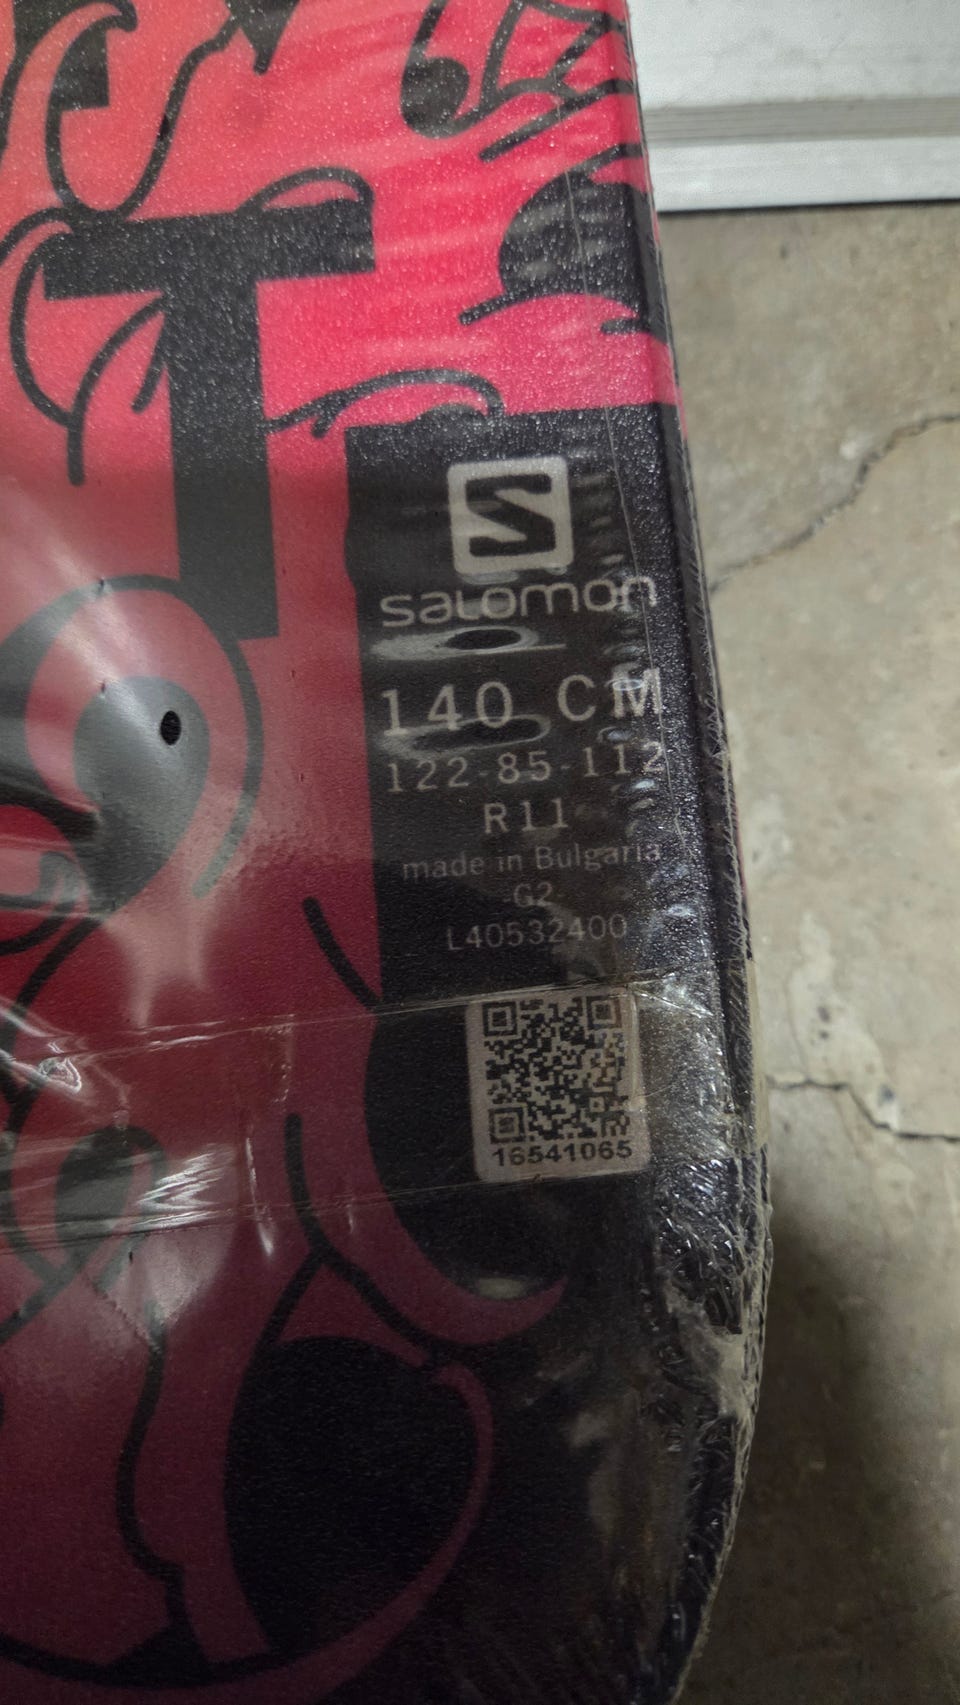 T
S
salomon
140 CM
122-85-112
R11
made in Bulgaria
G2
L40532400
16541065